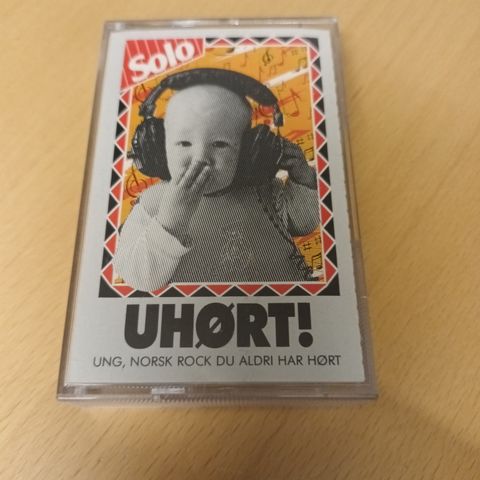 Solo
UHØRT!
UNG, NORSK ROCK DU ALDRI HAR HØRT